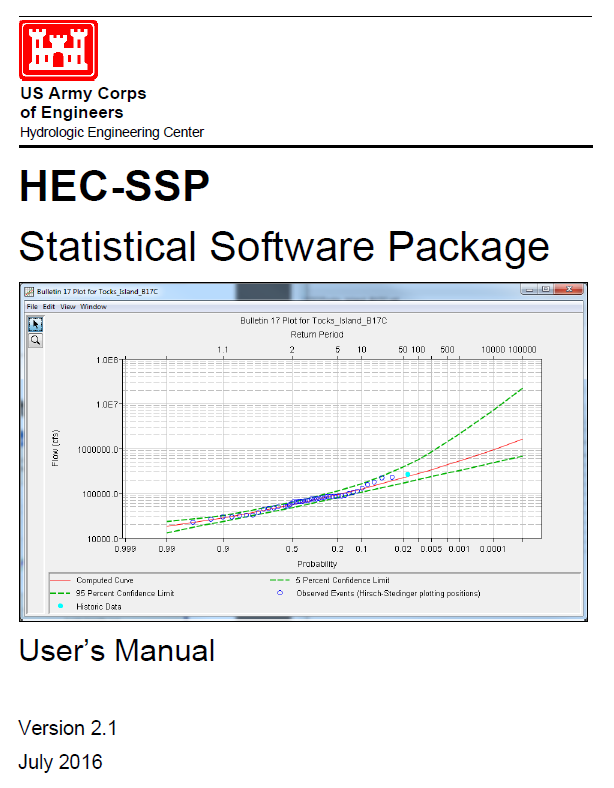 US Army Corps
of Engineers
Hydrologic Engineering Center
HEC-SSP
Statistical Software Package
Bulletin 17 Plot for Tocks_Island_B17C
File Edit View Window
Bulletin 17 Plot for Tocks_Island_B17C
Return Period
1.1 2 5 10 50 100 500 10000 100000
1.0E8
1.0E7
1000000.0
100000.0
10000.0
Flow (cfs)
0.999 0.99 0.9 0.5 0.2 0.1 0.02 0.005 0.001 0.0001
Probability
Computed Curve
5 Percent Confidence Limit
95 Percent Confidence Limit
Observed Events (Hirsch-Stedinger plotting positions)
Historic Data
User's Manual
Version 2.1
July 2016